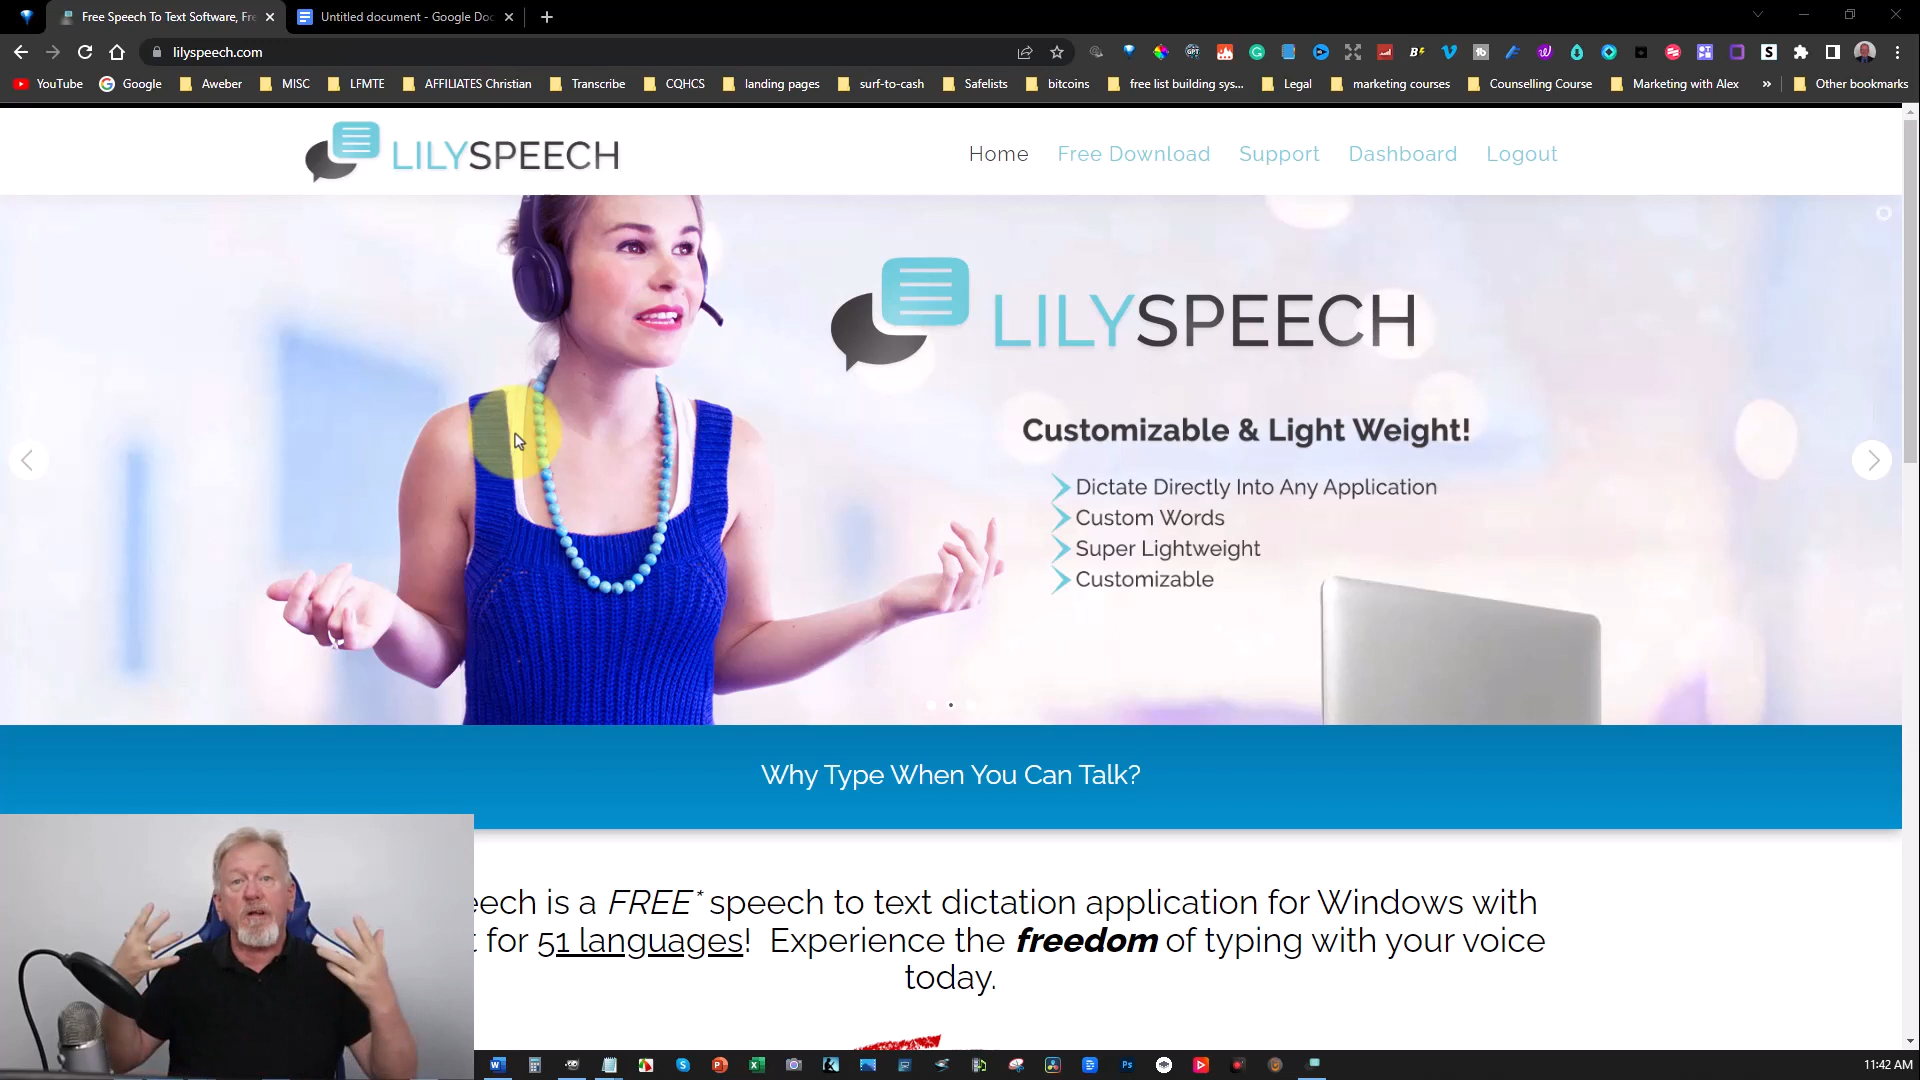 Free Speech To Text Software, Fre
Untitled document - Google Doc
lilyspeech.com
YouTube
Google
Aweber
MISC
LFMTE
AFFILIATES Christian
Transcribe
CQHCS
landing pages
surf-to-cash
Safelists
bitcoins
free list building sys...
Legal
marketing courses
Counselling Course
Marketing with Alex
»
Other bookmarks
LILYSPEECH
Home
Free Download
Support
Dashboard
Logout
LILYSPEECH
Customizable & Light Weight!
Dictate Directly Into Any Application
Custom Words
Super Lightweight
Customizable
Why Type When You Can Talk?
eech is a FREE* speech to text dictation application for Windows with
t for 51 languages! Experience the freedom of typing with your voice
today.
11:42 AM